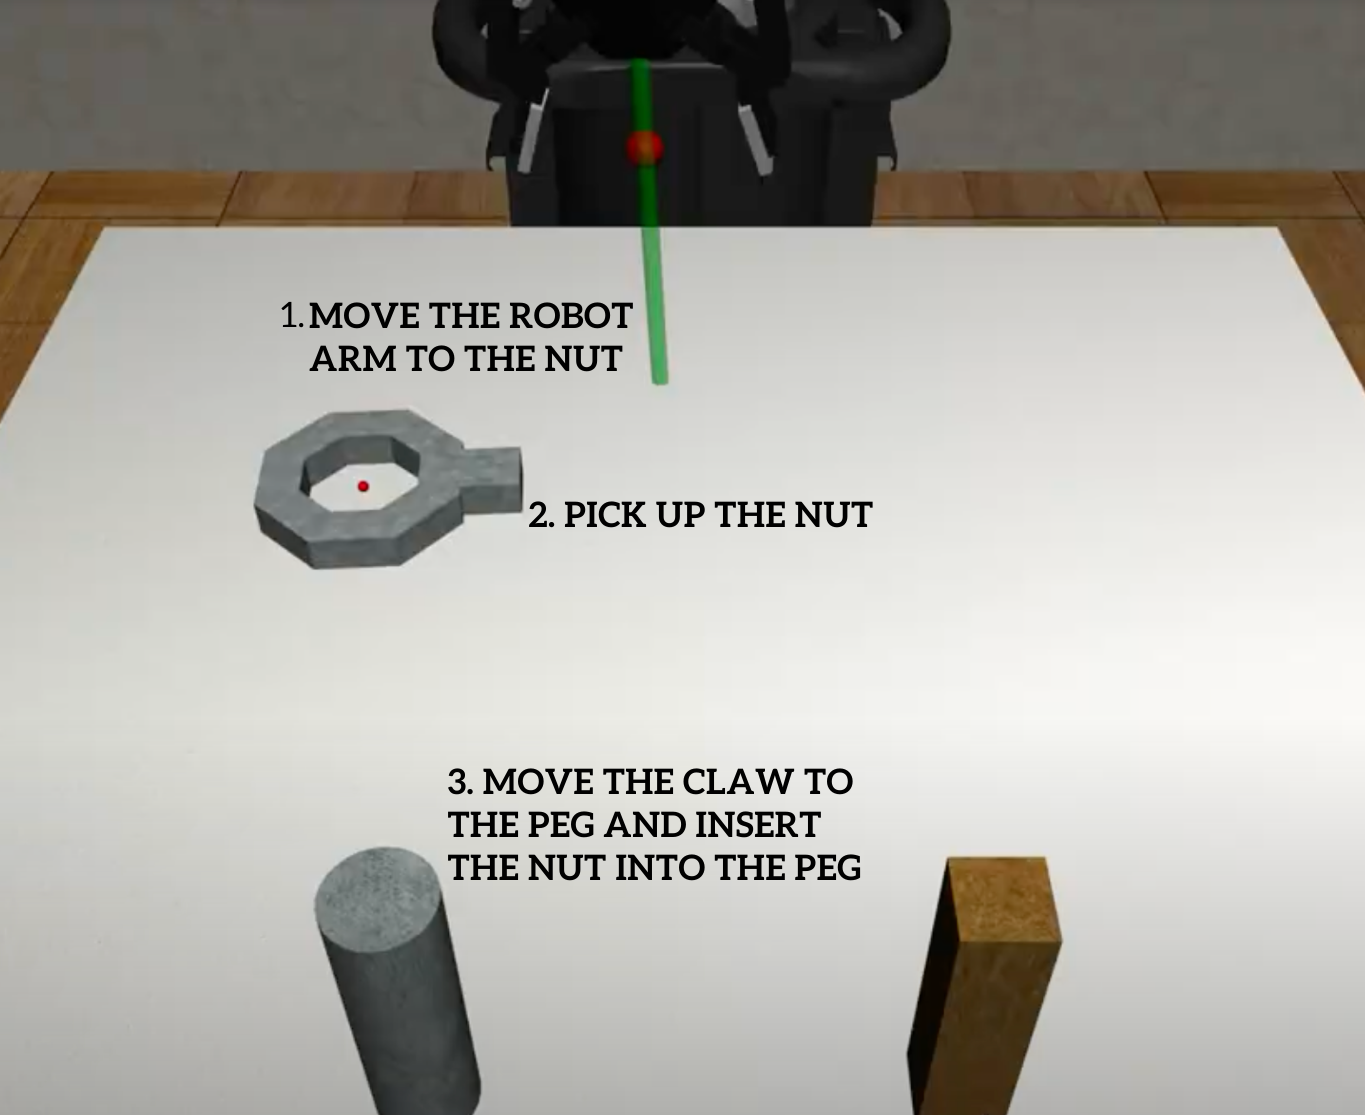 1. MOVE THE ROBOT
ARM TO THE NUT
2. PICK UP THE NUT
3. MOVE THE CLAW TO
THE PEG AND INSERT
THE NUT INTO THE PEG